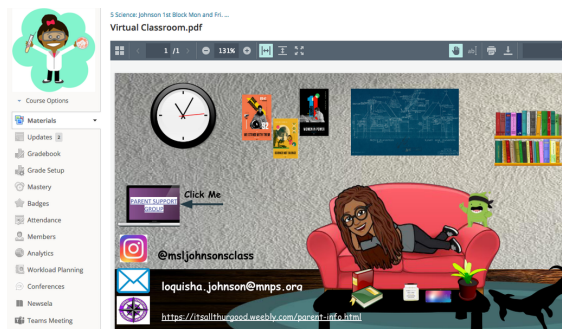 5 Science: Johnson 1st Block Mon and Fri. ...
Virtual Classroom.pdf
1 /1
131%
Course Options
Materials
Updates 2
Gradebook
Grade Setup
Mastery
Badges
Attendance
Members
Analytics
Workload Planning
Conferences
Newsela
Teams Meeting
PARENT SUPPORT
GROUP
Click Me
@msljohnsonsclass
loquisha.johnson@mnps.org
https://itsallthurgood.weebly.com/parent-info.html